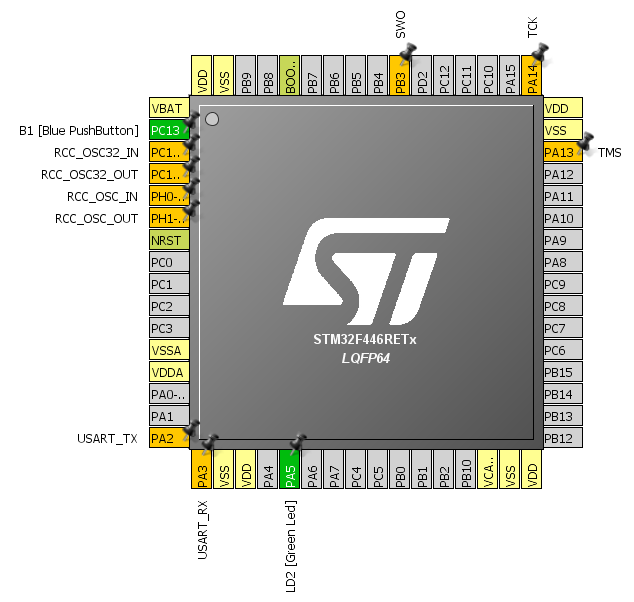 SWO
TCK
VDD
VSS
PB9
PB8
BOO..
PB7
PB6
PB5
PB4
PB3
PD2
PC12
PC11
PC10
PA15
PA14
B1 [Blue PushButton]
RCC_OSC32_IN
RCC_OSC32_OUT
RCC_OSC_IN
RCC_OSC_OUT
USART_TX
VBAT
PC13
PC1..
PC1..
PH0-..
PH1-..
NRST
PC0
PC1
PC2
PC3
VSSA
VDDA
PA0-..
PA1
PA2
ST
STM32F446RETx
LQFP64
VDD
VSS
PA13
TMS
PA12
PA11
PA10
PA9
PA8
PC9
PC8
PC7
PC6
PB15
PB14
PB13
PB12
PA3
VSS
VDD
PA4
PA5
PA6
PA7
PC4
PC5
PB0
PB1
PB2
PB10
VCA..
VSS
VDD
USART_RX
LD2 [Green Led]